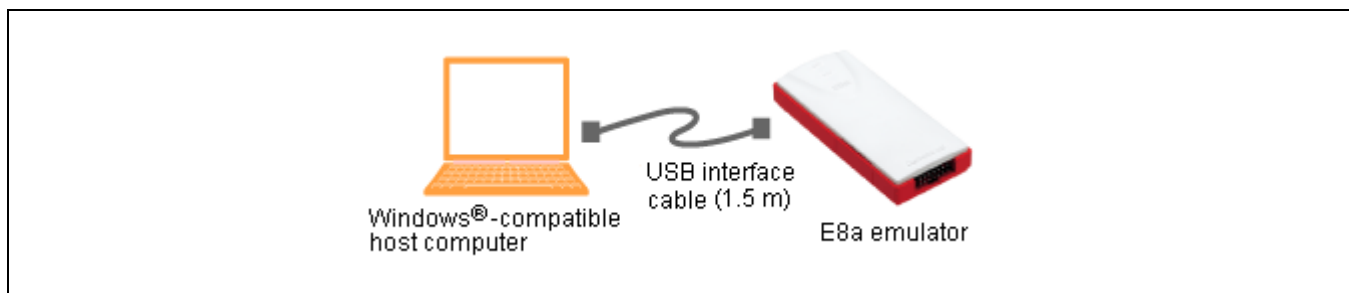 USB interface
cable (1.5 m)
Windows®-compatible
host computer
E8a emulator